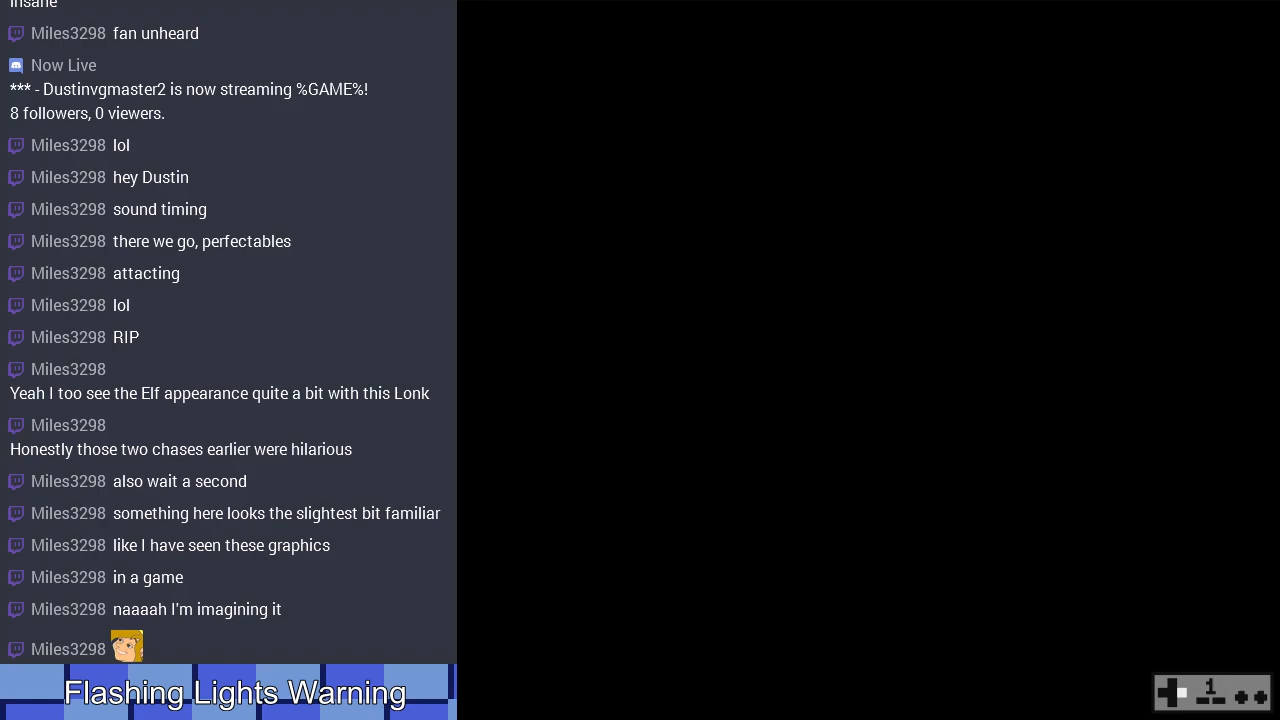 insane
Miles3298 fan unheard
Now Live
*** - Dustinvgmaster2 is now streaming %GAME%!
8 followers, 0 viewers.
Miles3298 lol
Miles3298 hey Dustin
Miles3298 sound timing
Miles3298 there we go, perfectables
Miles3298 attacting
Miles3298 lol
Miles3298 RIP
Miles3298
Yeah I too see the Elf appearance quite a bit with this Lonk
Miles3298
Honestly those two chases earlier were hilarious
Miles3298 also wait a second
Miles3298 something here looks the slightest bit familiar
Miles3298 like I have seen these graphics
Miles3298 in a game
Miles3298 naaaah I'm imagining it
Miles3298
Flashing Lights Warning
1